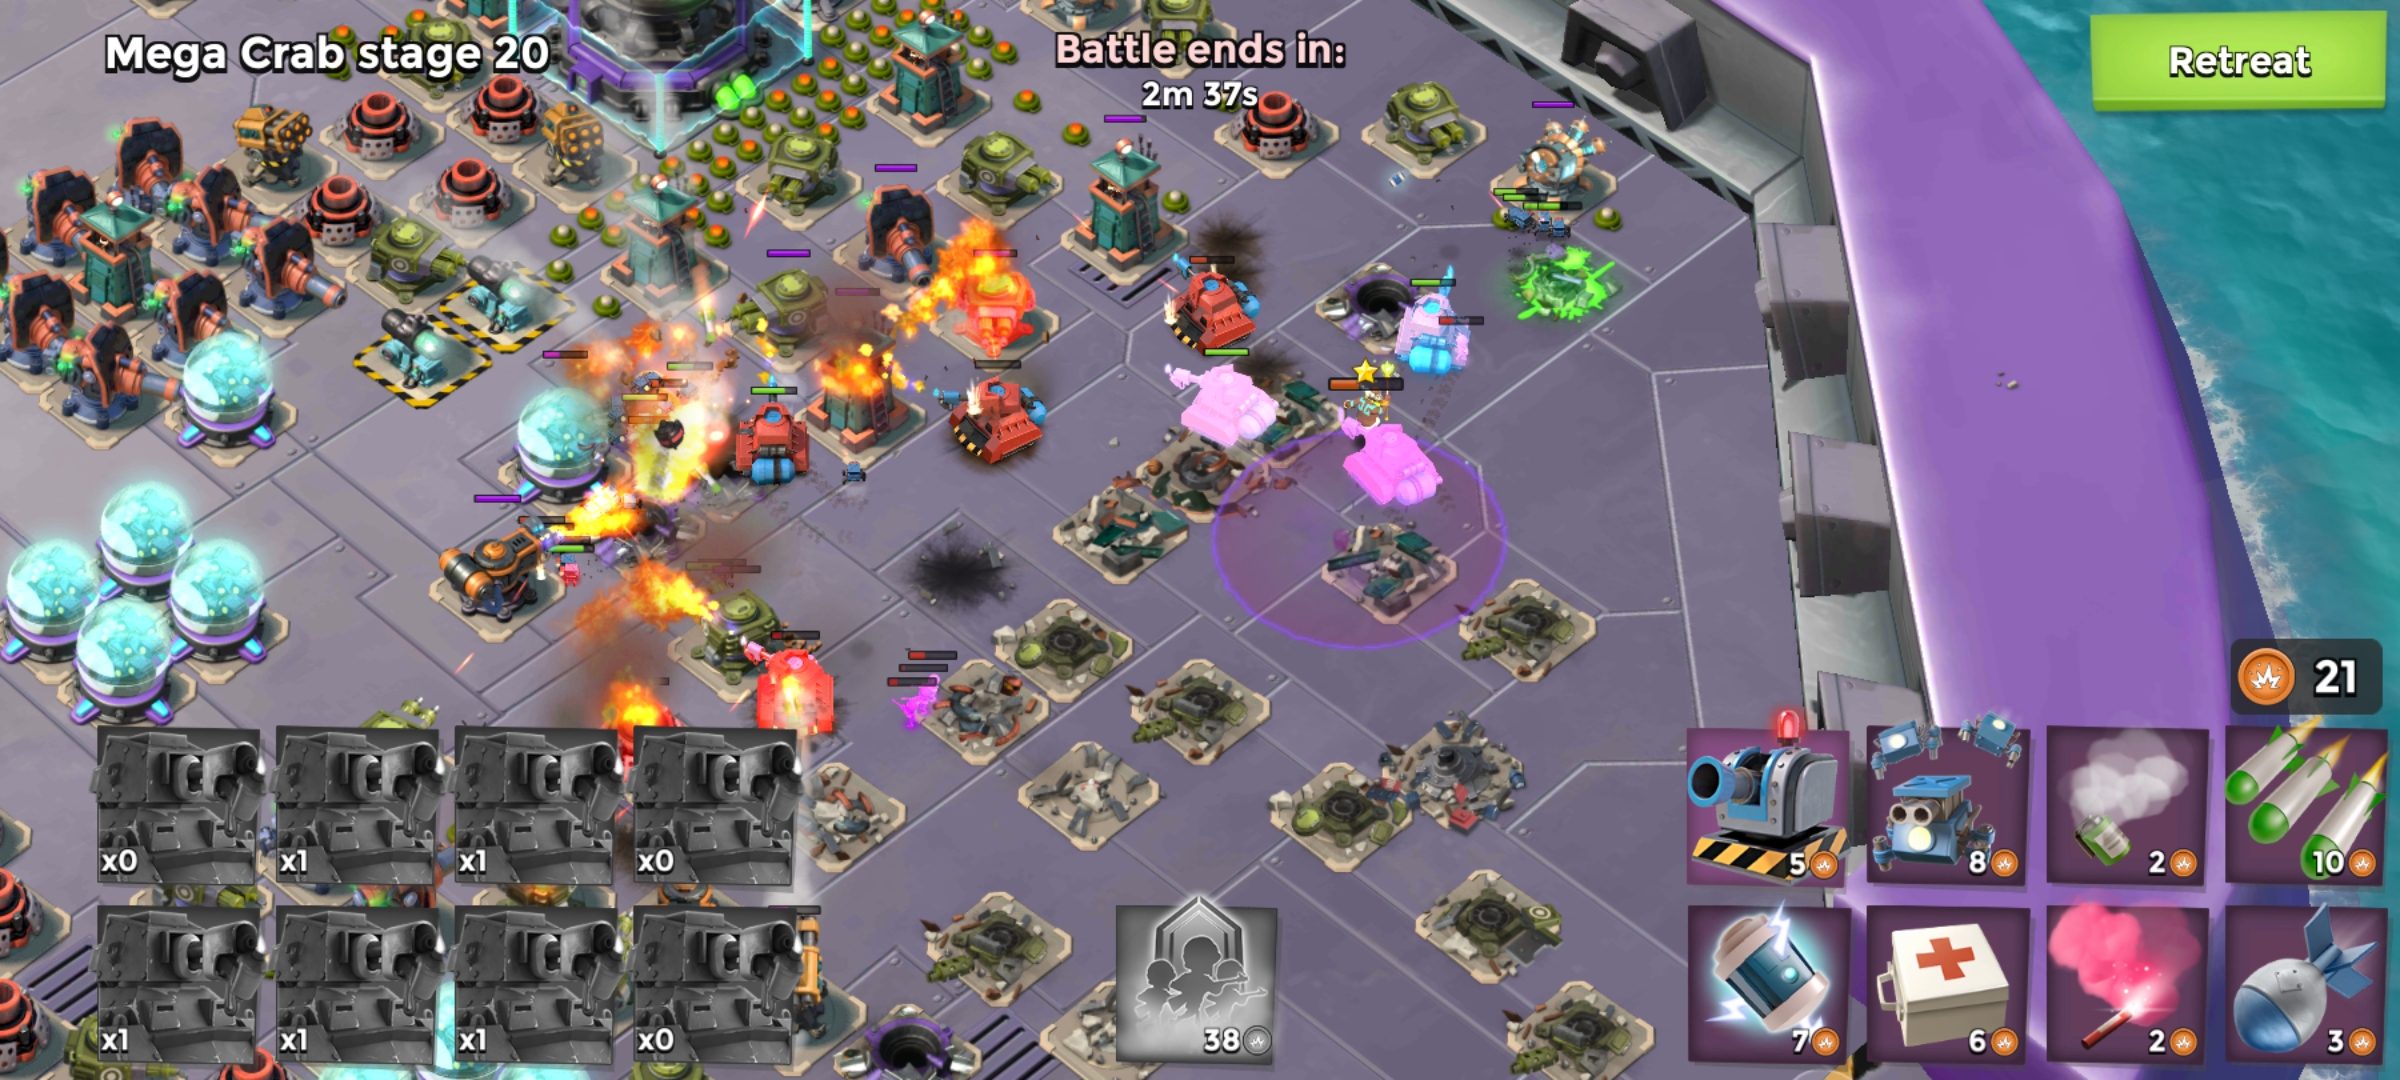 Mega Crab stage 20
Battle ends in:
2m 37s
Retreat
21
x0
x1
x1
x0
5
8
2
10
x1
x1
x1
x0
38
7
6
2
3